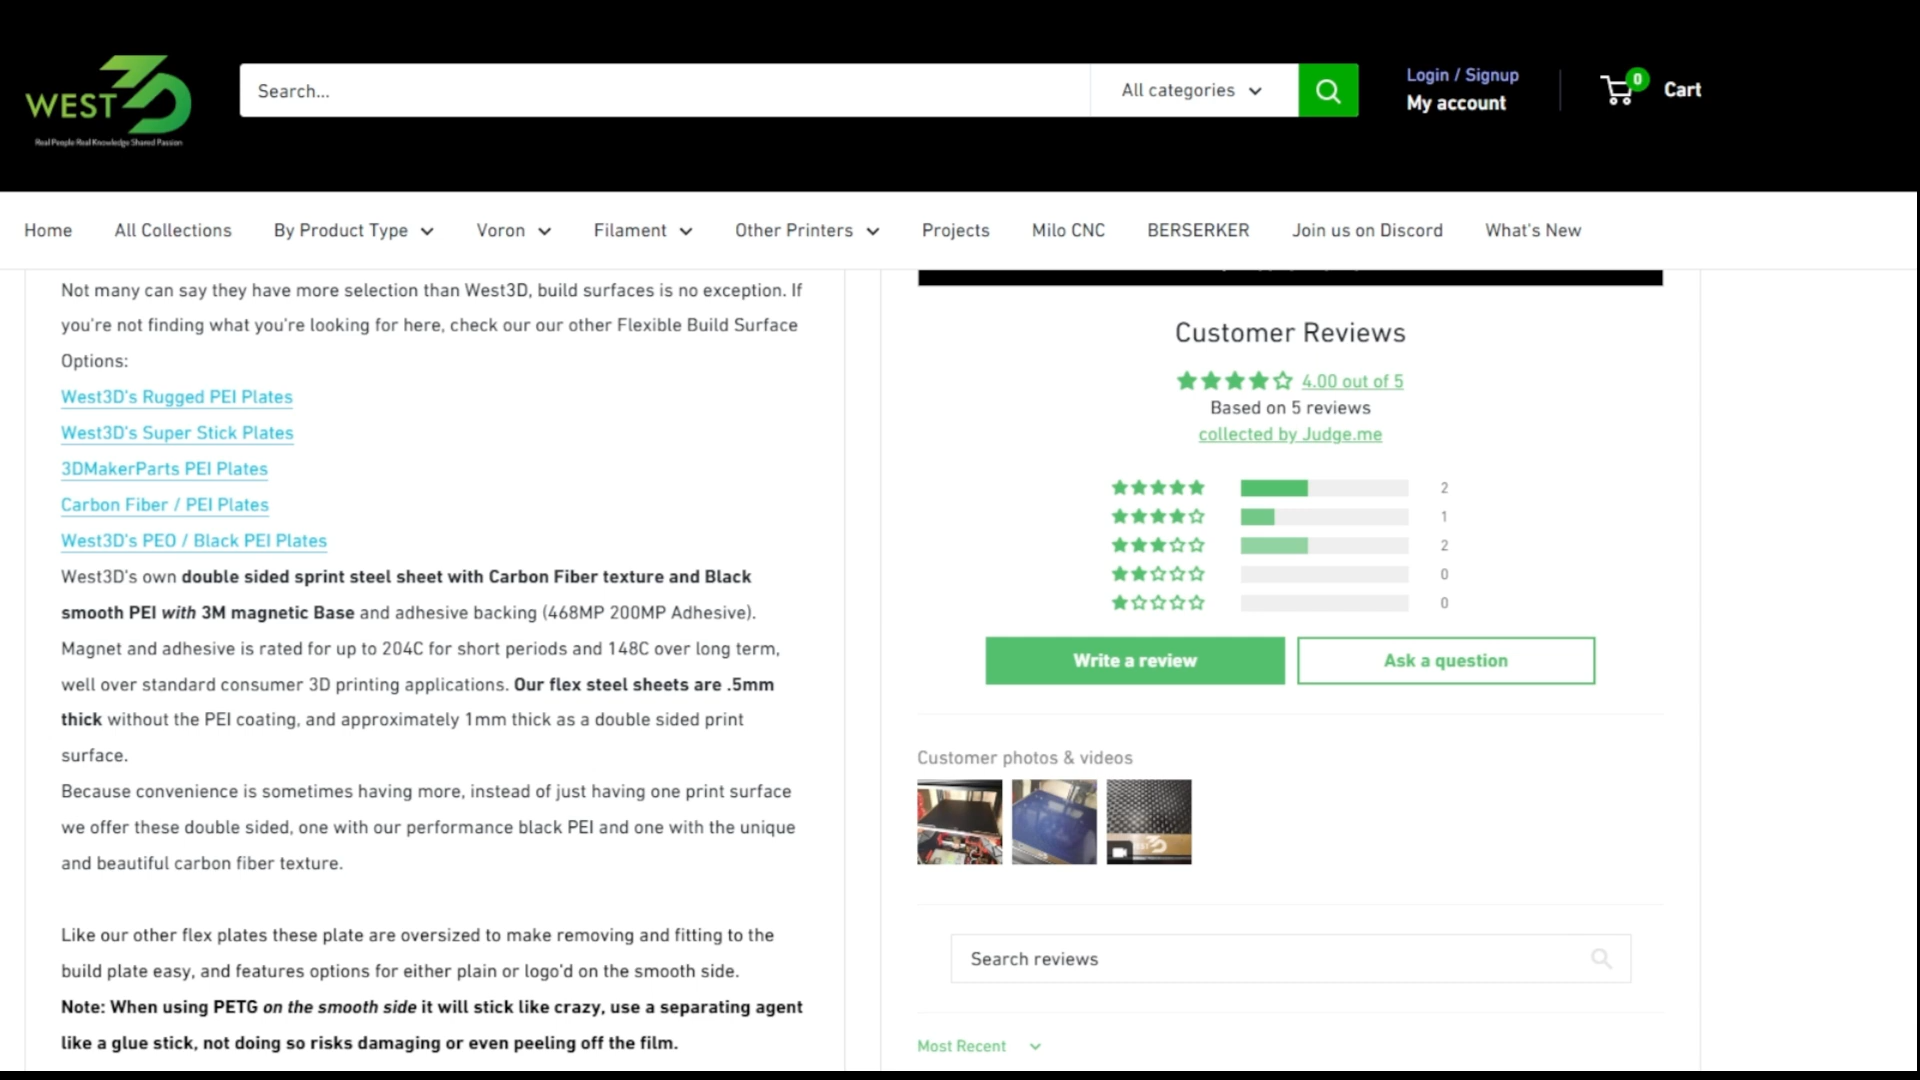 WEST 3D
Real People Real Knowledge Shared Passion
Search...
All categories
Login / Signup
My account
0
Cart
Home
All Collections
By Product Type
Voron
Filament
Other Printers
Projects
Milo CNC
BERSERKER
Join us on Discord
What's New
Not many can say they have more selection than West3D, build surfaces is no exception. If
you're not finding what you're looking for here, check our our other Flexible Build Surface
Options:
West3D's Rugged PEI Plates
West3D's Super Stick Plates
3DMakerParts PEI Plates
Carbon Fiber / PEI Plates
West3D's PEO / Black PEI Plates
West3D's own double sided sprint steel sheet with Carbon Fiber texture and Black
smooth PEI with 3M magnetic Base and adhesive backing (468MP 200MP Adhesive).
Magnet and adhesive is rated for up to 204C for short periods and 148C over long term,
well over standard consumer 3D printing applications. Our flex steel sheets are .5mm
thick without the PEI coating, and approximately 1mm thick as a double sided print
surface.
Because convenience is sometimes having more, instead of just having one print surface
we offer these double sided, one with our performance black PEI and one with the unique
and beautiful carbon fiber texture.
Like our other flex plates these plate are oversized to make removing and fitting to the
build plate easy, and features options for either plain or logo'd on the smooth side.
Note: When using PETG on the smooth side it will stick like crazy, use a separating agent
like a glue stick, not doing so risks damaging or even peeling off the film.
Customer Reviews
4.00 out of 5
Based on 5 reviews
collected by Judge.me
2
1
2
0
0
Write a review
Ask a question
Customer photos & videos
Search reviews
Most Recent